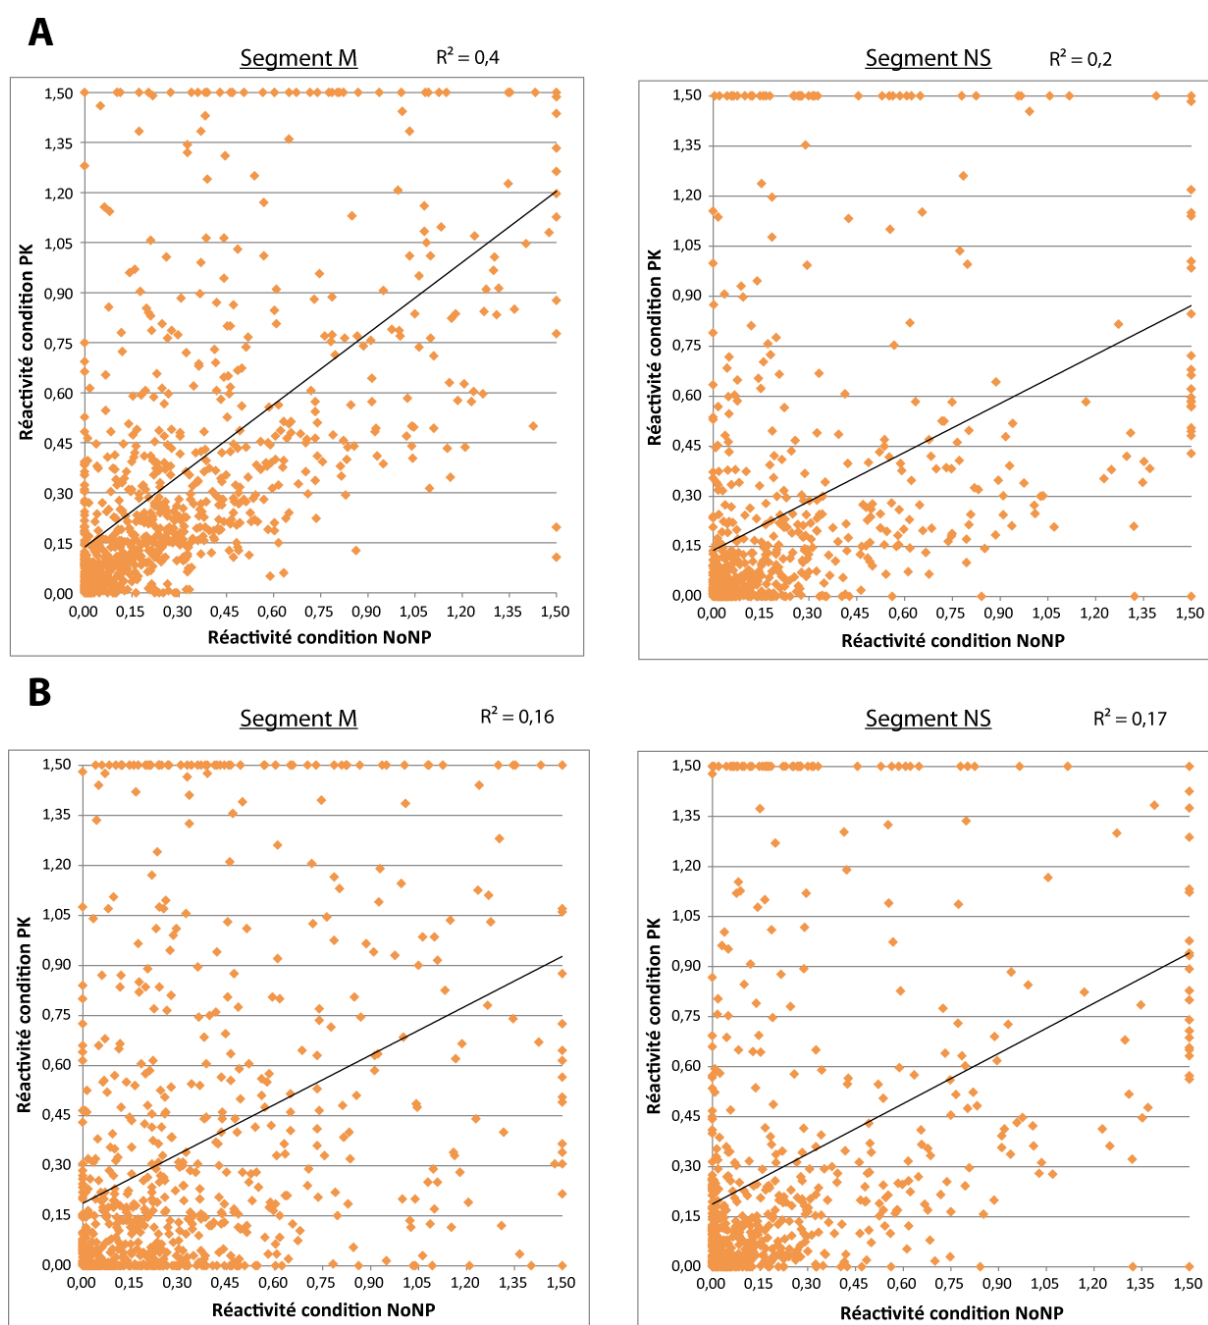 A
Segment M R² = 0,4
Segment NS R² = 0,2
Réactivité condition PK
1,50
1,35
1,20
1,05
0,90
0,75
0,60
0,45
0,30
0,15
0,00
0,00 0,15 0,30 0,45 0,60 0,75 0,90 1,05 1,20 1,35 1,50
Réactivité condition NoNP
Réactivité condition PK
1,50
1,35
1,20
1,05
0,90
0,75
0,60
0,45
0,30
0,15
0,00
0,00 0,15 0,30 0,45 0,60 0,75 0,90 1,05 1,20 1,35 1,50
Réactivité condition NoNP
B
Segment M R² = 0,16
Segment NS R² = 0,17
Réactivité condition PK
1,50
1,35
1,20
1,05
0,90
0,75
0,60
0,45
0,30
0,15
0,00
0,00 0,15 0,30 0,45 0,60 0,75 0,90 1,05 1,20 1,35 1,50
Réactivité condition NoNP
Réactivité condition PK
1,50
1,35
1,20
1,05
0,90
0,75
0,60
0,45
0,30
0,15
0,00
0,00 0,15 0,30 0,45 0,60 0,75 0,90 1,05 1,20 1,35 1,50
Réactivité condition NoNP